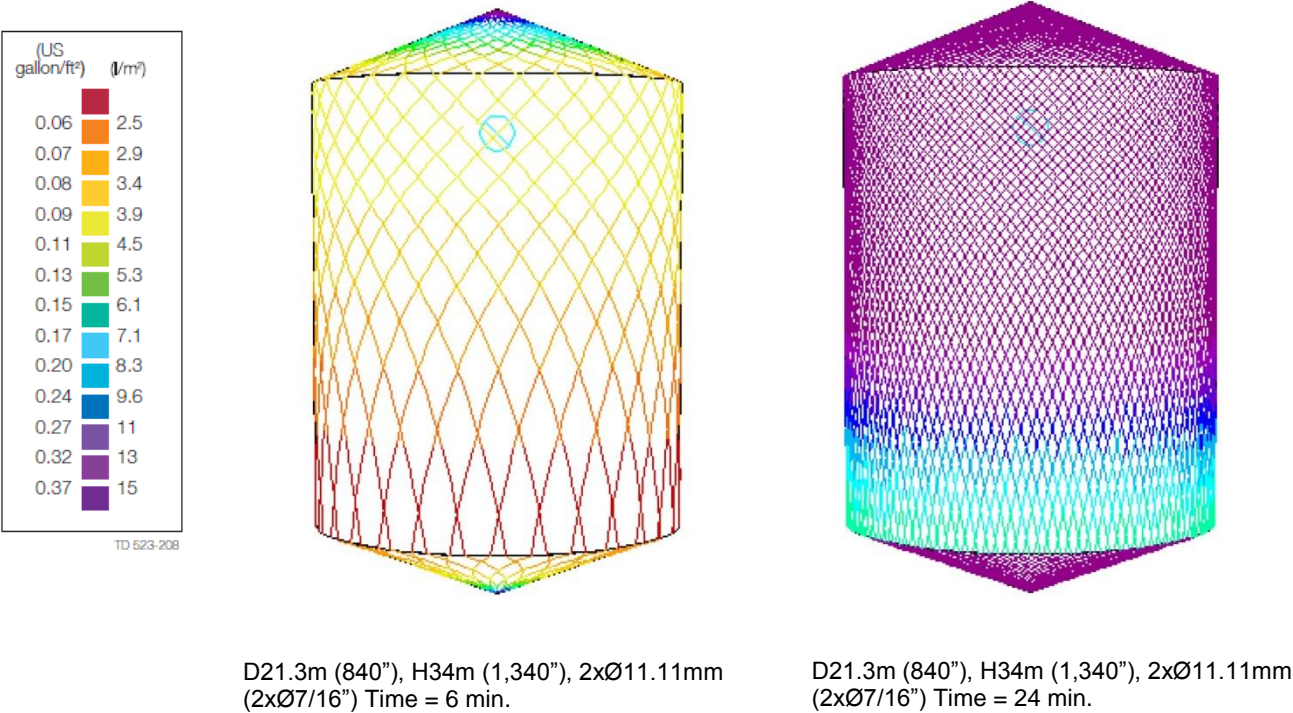 (US
gallon/ft²) (l/m²)
0.06 2.5
0.07 2.9
0.08 3.4
0.09 3.9
0.11 4.5
0.13 5.3
0.15 6.1
0.17 7.1
0.20 8.3
0.24 9.6
0.27 11
0.32 13
0.37 15
TD 523-208
D21.3m (840”), H34m (1,340”), 2xØ11.11mm
(2xØ7/16”) Time = 6 min.
D21.3m (840”), H34m (1,340”), 2xØ11.11mm
(2xØ7/16”) Time = 24 min.